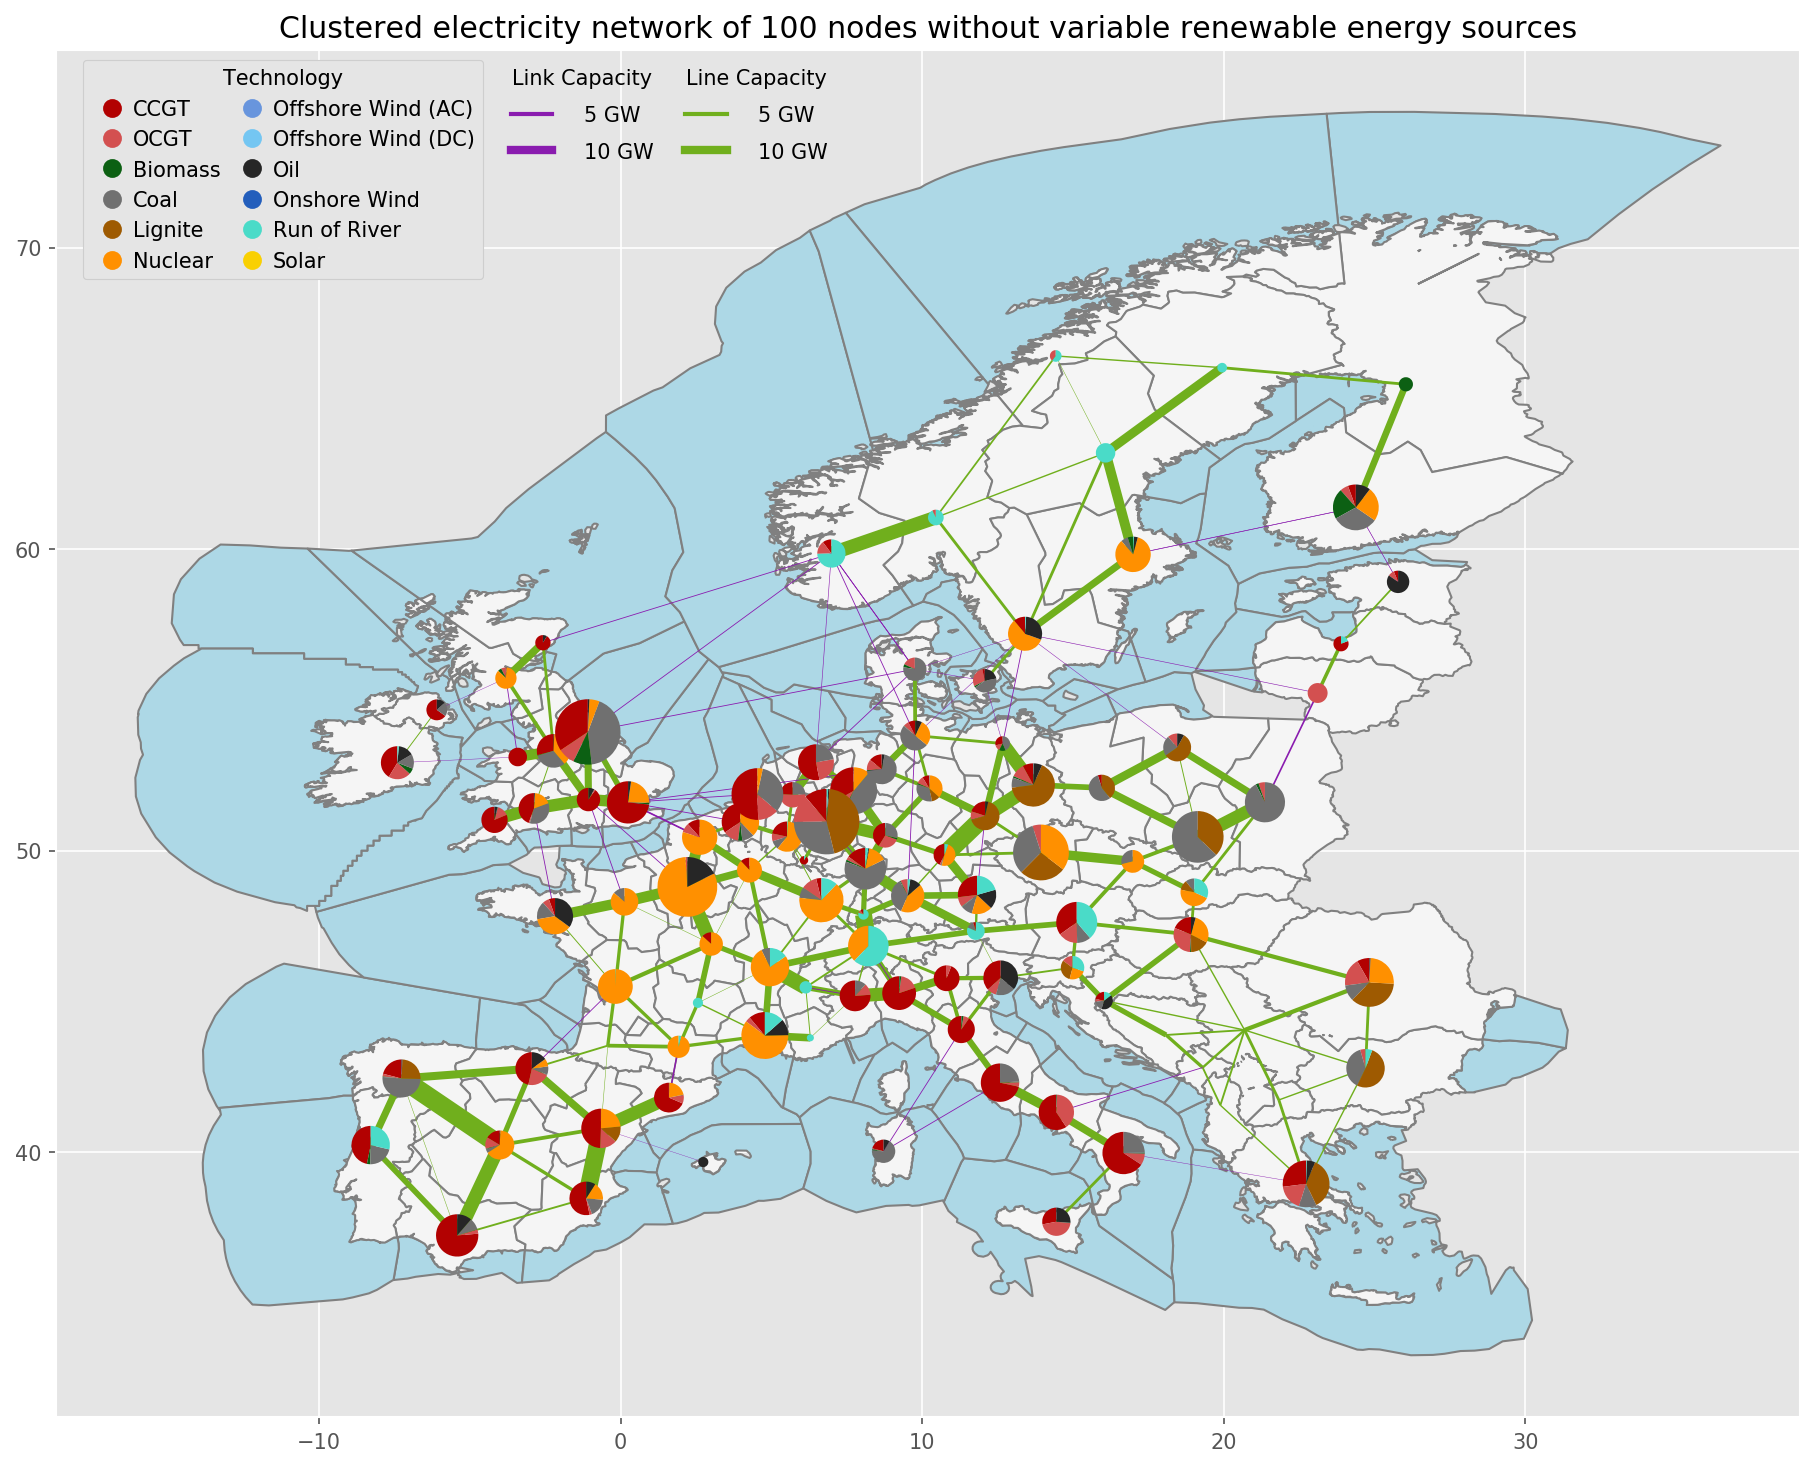 Clustered electricity network of 100 nodes without variable renewable energy sources
Technology
CCGT
OCGT
Biomass
Coal
Lignite
Nuclear
Offshore Wind (AC)
Offshore Wind (DC)
Oil
Onshore Wind
Run of River
Solar
Link Capacity
5 GW
10 GW
Line Capacity
5 GW
10 GW
70
60
50
40
−10
0
10
20
30